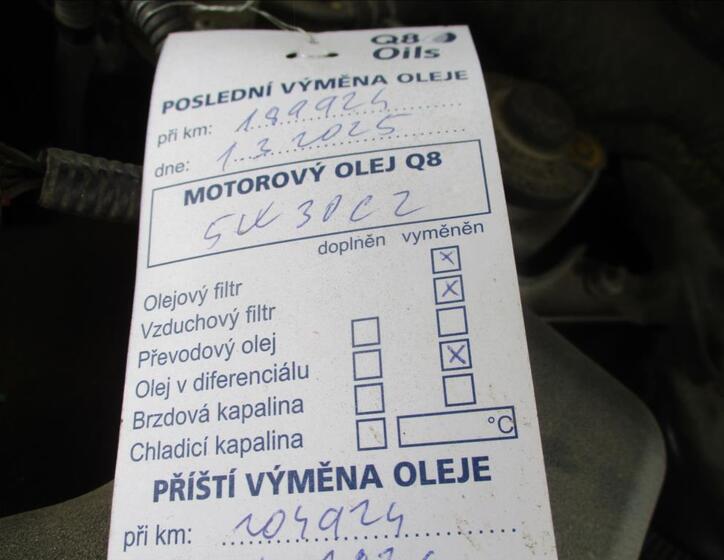 Q8
Oils
POSLEDNÍ VÝMĚNA OLEJE
při km: 189924
dne: 1.3.2025
MOTOROVÝ OLEJ Q8
5W30C2
doplněn vyměněn
Olejový filtr
Vzduchový filtr
Převodový olej
Olej v diferenciálu
Brzdová kapalina
Chladicí kapalina °C
PŘÍŠTÍ VÝMĚNA OLEJE
při km: 204924